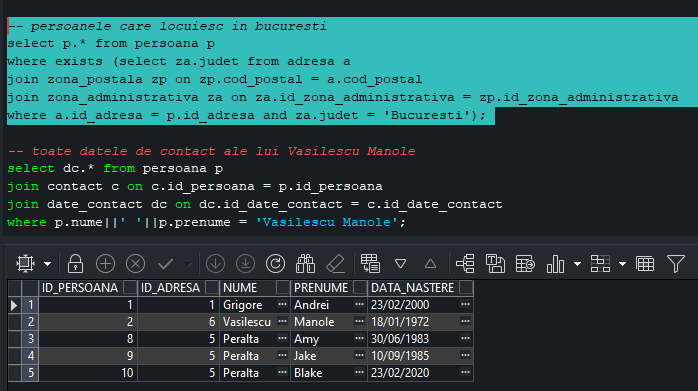 -- persoanele care locuiesc in bucuresti
select p.* from persoana p
where exists (select za.judet from adresa a
join zona_postala zp on zp.cod_postal = a.cod_postal
join zona_administrativa za on za.id_zona_administrativa = zp.id_zona_administrativa
where a.id_adresa = p.id_adresa and za.judet = 'Bucuresti');
-- toate datele de contact ale lui Vasilescu Manole
select dc.* from persoana p
join contact c on c.id_persoana = p.id_persoana
join date_contact dc on dc.id_date_contact = c.id_date_contact
where p.nume||' '||p.prenume = 'Vasilescu Manole';
ID_PERSOANA ID_ADRESA NUME PRENUME DATA_NASTERE
1 1 1 Grigore ... Andrei ... 23/02/2000 ...
2 2 6 Vasilescu ... Manole ... 18/01/1972 ...
3 8 5 Peralta ... Amy ... 30/06/1983 ...
4 9 5 Peralta ... Jake ... 10/09/1985 ...
5 10 5 Peralta ... Blake ... 23/02/2020 ...